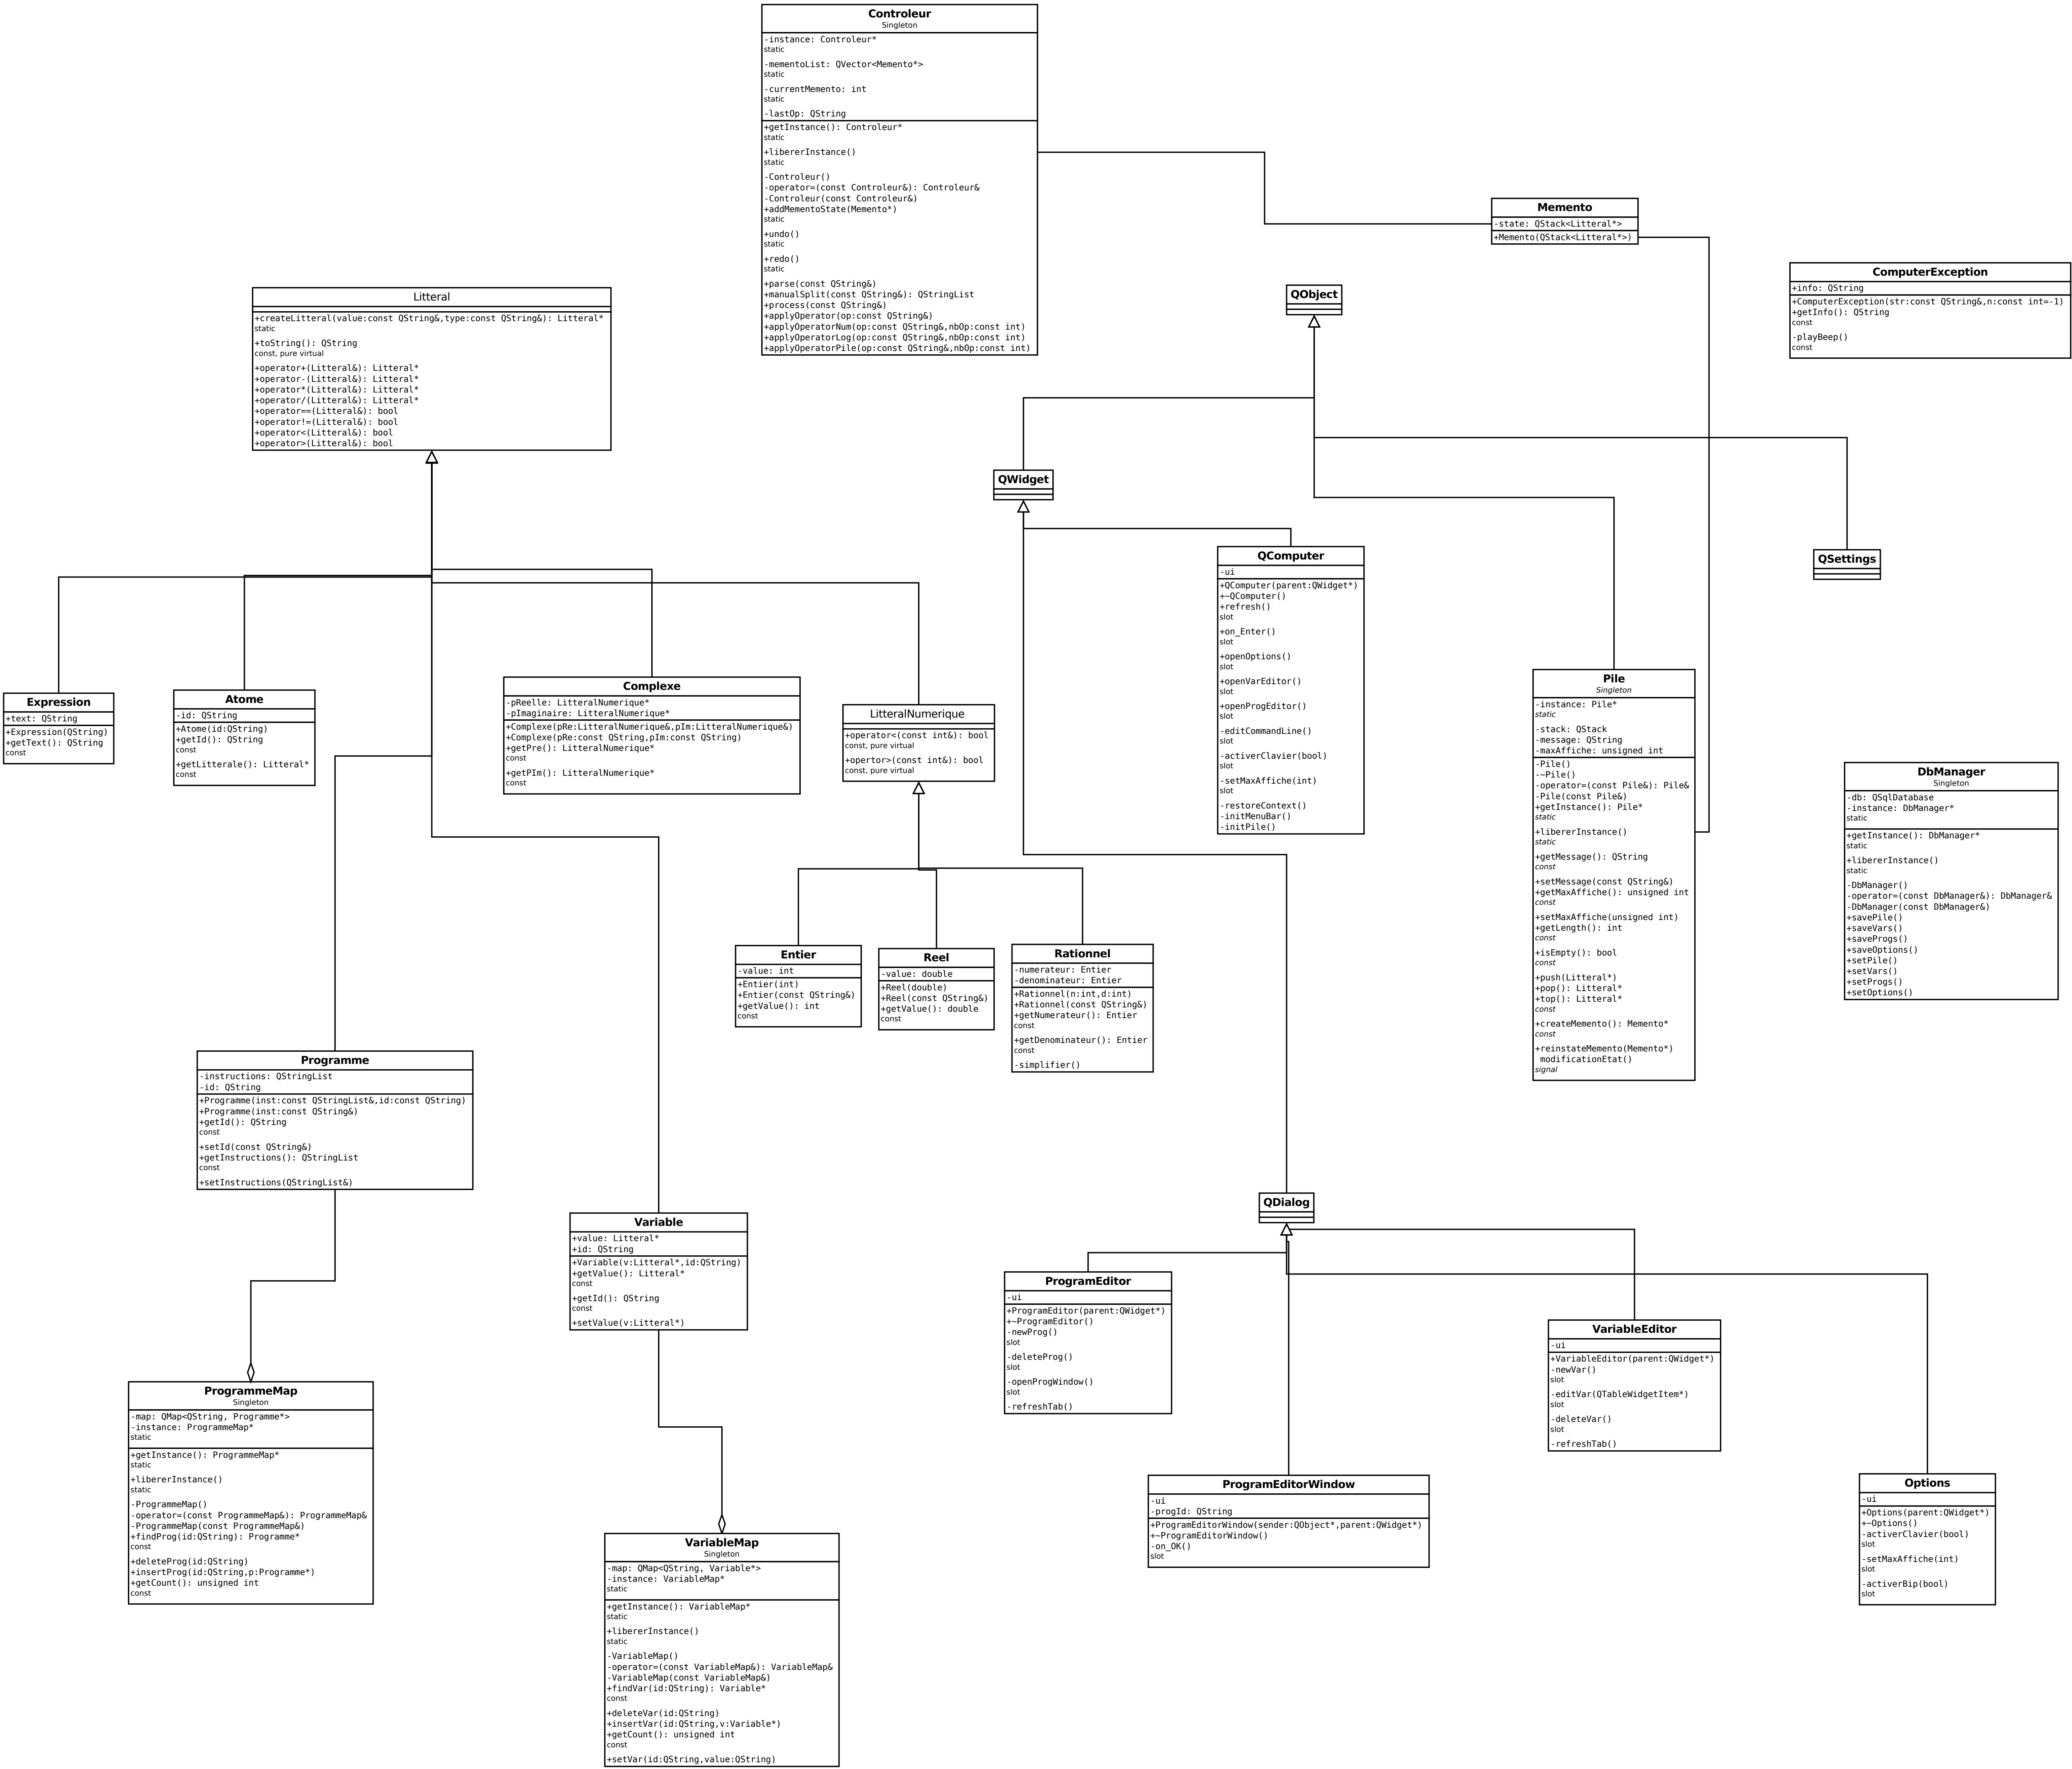 Controleur
Singleton
-instance: Controleur*
static
-mementoList: QVector<Memento*>
static
-currentMemento: int
static
-lastOp: QString
+getInstance(): Controleur*
static
+libererInstance()
static
-Controleur()
-operator=(const Controleur&): Controleur&
-Controleur(const Controleur&)
+addMementoState(Memento*)
static
+undo()
static
+redo()
static
+parse(const QString&)
+manualSplit(const QString&): QStringList
+process(const QString&)
+applyOperator(op:const QString&)
+applyOperatorNum(op:const QString&,nbOp:const int)
+applyOperatorLog(op:const QString&,nbOp:const int)
+applyOperatorPile(op:const QString&,nbOp:const int)
Memento
-state: QStack<Litteral*>
+Memento(QStack<Litteral*>)
ComputerException
+info: QString
+ComputerException(str:const QString&,n:const int=-1)
+getInfo(): QString
const
-playBeep()
const
QObject
Litteral
+createLitteral(value:const QString&,type:const QString&): Litteral*
static
+toString(): QString
const, pure virtual
+operator+(Litteral&): Litteral*
+operator-(Litteral&): Litteral*
+operator*(Litteral&): Litteral*
+operator/(Litteral&): Litteral*
+operator==(Litteral&): bool
+operator!=(Litteral&): bool
+operator<(Litteral&): bool
+operator>(Litteral&): bool
QWidget
QComputer
-ui
+QComputer(parent:QWidget*)
+~QComputer()
+refresh()
slot
+on_Enter()
slot
+openOptions()
slot
+openVarEditor()
slot
+openProgEditor()
slot
-editCommandLine()
slot
-activerClavier(bool)
slot
-setMaxAffiche(int)
slot
-restoreContext()
-initMenuBar()
-initPile()
QSettings
Expression
+text: QString
+Expression(QString)
+getText(): QString
const
Atome
-id: QString
+Atome(id:QString)
+getId(): QString
const
+getLitterale(): Litteral*
const
Complexe
-pReelle: LitteralNumerique*
-pImaginaire: LitteralNumerique*
+Complexe(pRe:LitteralNumerique&,pIm:LitteralNumerique&)
+Complexe(pRe:const QString,pIm:const QString)
+getPre(): LitteralNumerique*
const
+getPIm(): LitteralNumerique*
const
LitteralNumerique
+operator<(const int&): bool
const, pure virtual
+opertor>(const int&): bool
const, pure virtual
Pile
Singleton
-instance: Pile*
static
-stack: QStack
-message: QString
-maxAffiche: unsigned int
-Pile()
-~Pile()
-operator=(const Pile&): Pile&
-Pile(const Pile&)
+getInstance(): Pile*
static
+libererInstance()
static
+getMessage(): QString
const
+setMessage(const QString&)
+getMaxAffiche(): unsigned int
const
+setMaxAffiche(unsigned int)
+getLength(): int
const
+isEmpty(): bool
const
+push(Litteral*)
+pop(): Litteral*
+top(): Litteral*
const
+createMemento(): Memento*
const
+reinstateMemento(Memento*)
modificationEtat()
signal
DbManager
Singleton
-db: QSqlDatabase
-instance: DbManager*
static
+getInstance(): DbManager*
static
+libererInstance()
static
-DbManager()
-operator=(const DbManager&): DbManager&
-DbManager(const DbManager&)
+savePile()
+saveVars()
+saveProgs()
+saveOptions()
+setPile()
+setVars()
+setProgs()
+setOptions()
Entier
-value: int
+Entier(int)
+Entier(const QString&)
+getValue(): int
const
Reel
-value: double
+Reel(double)
+Reel(const QString&)
+getValue(): double
const
Rationnel
-numerateur: Entier
-denominateur: Entier
+Rationnel(n:int,d:int)
+Rationnel(const QString&)
+getNumerateur(): Entier
const
+getDenominateur(): Entier
const
-simplifier()
Programme
-instructions: QStringList
-id: QString
+Programme(inst:const QStringList&,id:const QString)
+Programme(inst:const QString&)
+getId(): QString
const
+setId(const QString&)
+getInstructions(): QStringList
const
+setInstructions(QStringList&)
Variable
+value: Litteral*
+id: QString
+Variable(v:Litteral*,id:QString)
+getValue(): Litteral*
const
+getId(): QString
const
+setValue(v:Litteral*)
QDialog
ProgramEditor
-ui
+ProgramEditor(parent:QWidget*)
+~ProgramEditor()
-newProg()
slot
-deleteProg()
slot
-openProgWindow()
slot
-refreshTab()
VariableEditor
-ui
+VariableEditor(parent:QWidget*)
-newVar()
slot
-editVar(QTableWidgetItem*)
slot
-deleteVar()
slot
-refreshTab()
ProgrammeMap
Singleton
-map: QMap<QString, Programme*>
-instance: ProgrammeMap*
static
+getInstance(): ProgrammeMap*
static
+libererInstance()
static
-ProgrammeMap()
-operator=(const ProgrammeMap&): ProgrammeMap&
-ProgrammeMap(const ProgrammeMap&)
+findProg(id:QString): Programme*
const
+deleteProg(id:QString)
+insertProg(id:QString,p:Programme*)
+getCount(): unsigned int
const
ProgramEditorWindow
-ui
-progId: QString
+ProgramEditorWindow(sender:QObject*,parent:QWidget*)
+~ProgramEditorWindow()
-on_OK()
slot
Options
-ui
+Options(parent:QWidget*)
+~Options()
-activerClavier(bool)
slot
-setMaxAffiche(int)
slot
-activerBip(bool)
slot
VariableMap
Singleton
-map: QMap<QString, Variable*>
-instance: VariableMap*
static
+getInstance(): VariableMap*
static
+libererInstance()
static
-VariableMap()
-operator=(const VariableMap&): VariableMap&
-VariableMap(const VariableMap&)
+findVar(id:QString): Variable*
const
+deleteVar(id:QString)
+insertVar(id:QString,v:Variable*)
+getCount(): unsigned int
const
+setVar(id:QString,value:QString)